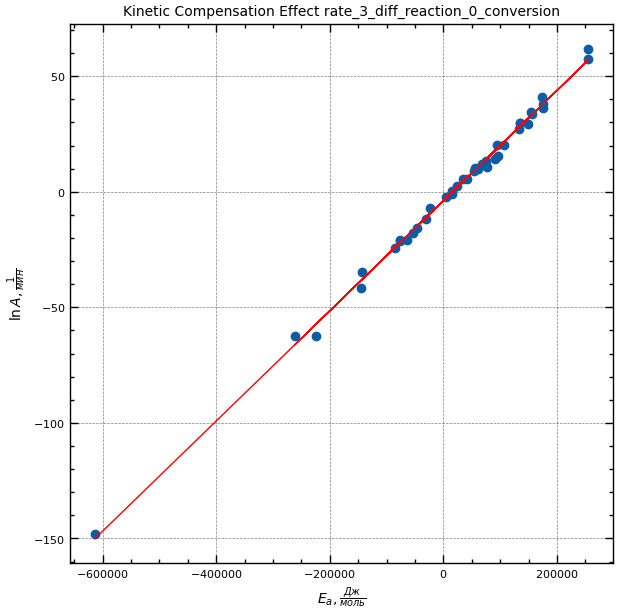 Kinetic Compensation Effect rate_3_diff_reaction_0_conversion
50
0
−50
−100
−150
ln A, 1/мин
−600000 −400000 −200000 0 200000
E_a, Дж/моль